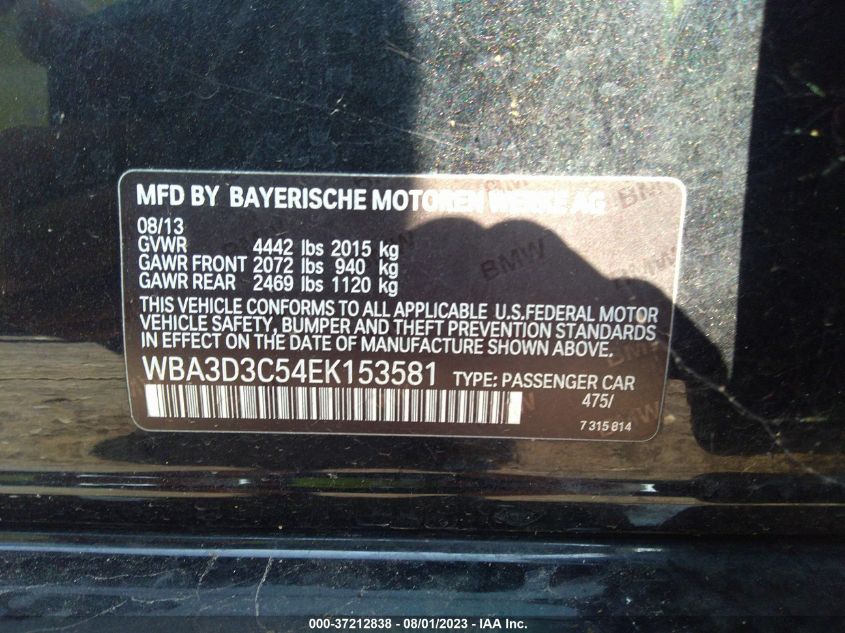 MFD BY BAYERISCHE MOTOREN WERKE AG
08/13
GVWR 4442 lbs 2015 kg
GAWR FRONT 2072 lbs 940 kg
GAWR REAR 2469 lbs 1120 kg
THIS VEHICLE CONFORMS TO ALL APPLICABLE U.S.FEDERAL MOTOR
VEHICLE SAFETY, BUMPER AND THEFT PREVENTION STANDARDS
IN EFFECT ON THE DATE OF MANUFACTURE SHOWN ABOVE.
WBA3D3C54EK153581 TYPE: PASSENGER CAR
475/
7 315 814
BMW
BMW
000-37212838 - 08/01/2023 - IAA Inc.